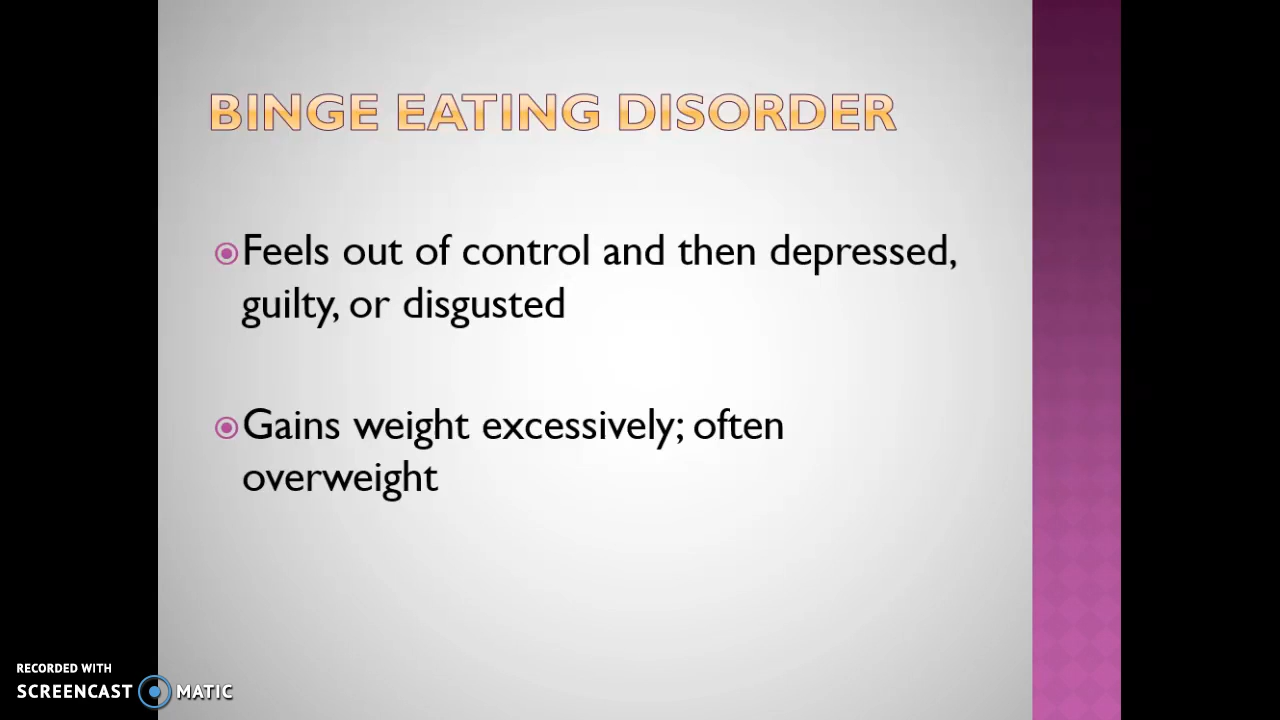 BINGE EATING DISORDER
Feels out of control and then depressed,
guilty, or disgusted
Gains weight excessively; often
overweight
RECORDED WITH
SCREENCAST MATIC